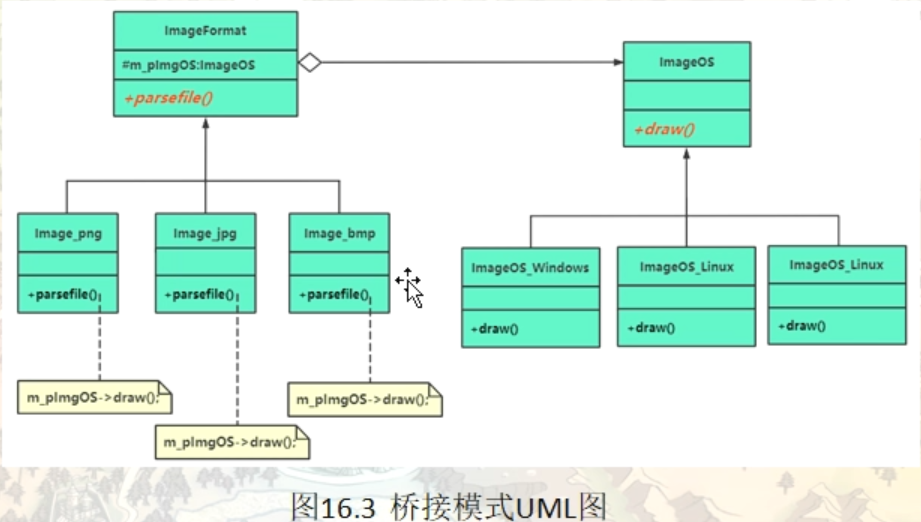 ImageFormat
#m_pImgOS:ImageOS
+parsefile()
ImageOS
+draw()
Image_png
+parsefile()
Image_jpg
+parsefile()
Image_bmp
+parsefile()
ImageOS_Windows
+draw()
ImageOS_Linux
+draw()
ImageOS_Linux
+draw()
m_pImgOS->draw();
m_pImgOS->draw();
m_pImgOS->draw();
图16.3 桥接模式UML图